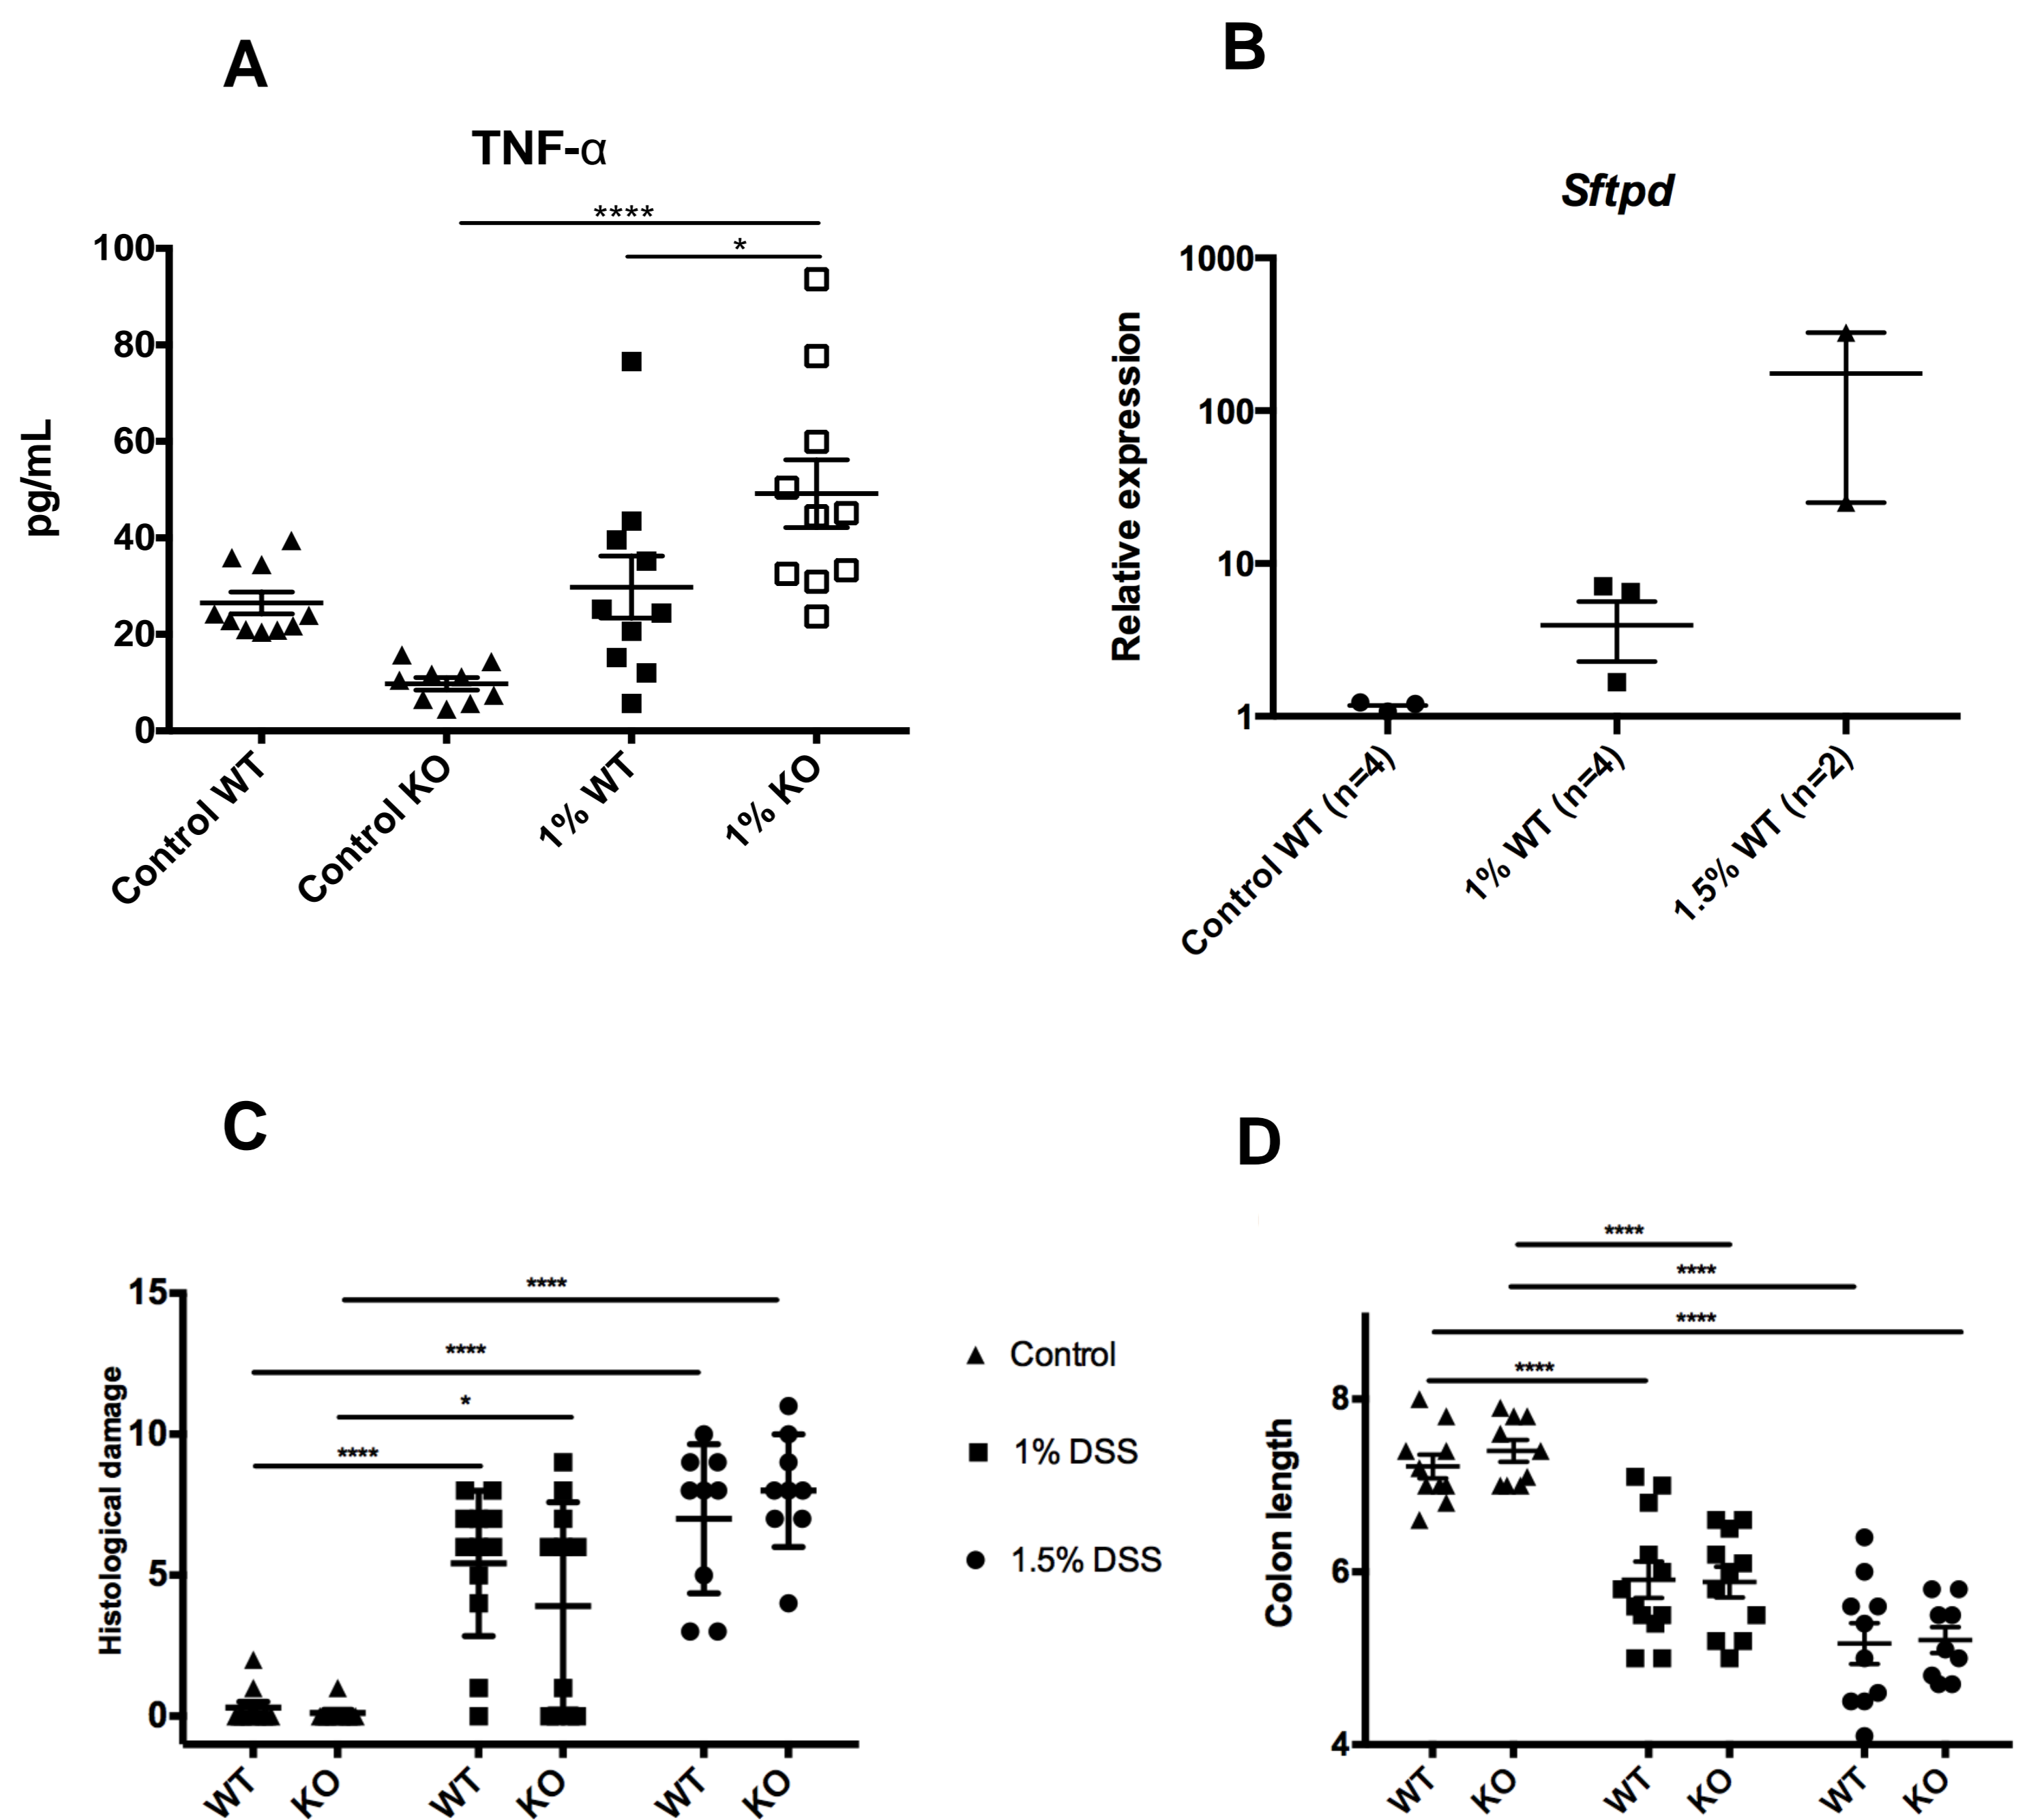 A
TNF-α
****
*
100
80
60
40
20
0
pg/mL
Control WT
Control KO
1% WT
1% KO
B
Sftpd
1000
100
10
1
Relative expression
Control WT (n=4)
1% WT (n=4)
1.5% WT (n=2)
C
****
****
*
****
15
10
5
0
Histological damage
WT
KO
WT
KO
WT
KO
Control
1% DSS
1.5% DSS
D
****
****
****
****
8
6
4
Colon length
WT
KO
WT
KO
WT
KO